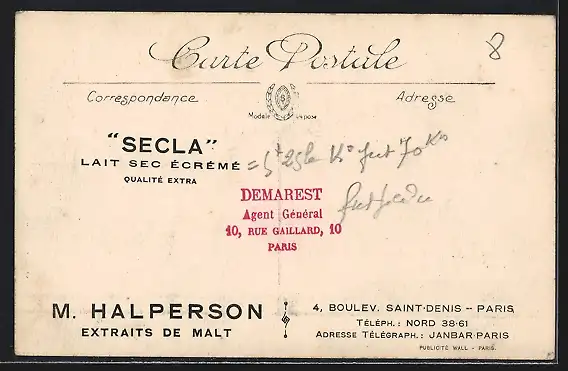 8
Carte Postale
Correspondance
Adresse
Modèle déposé
"SECLA"
LAIT SEC ÉCRÉMÉ
QUALITÉ EXTRA
= 70 Kos
DEMAREST
Agent Général
10, RUE GAILLARD, 10
PARIS
M. HALPERSON
EXTRAITS DE MALT
4, BOULEV. SAINT-DENIS – PARIS
TÉLÉPH. : NORD 38-61
ADRESSE TÉLÉGRAPH. : JANBAR-PARIS
PUBLICITÉ WALL - PARIS.